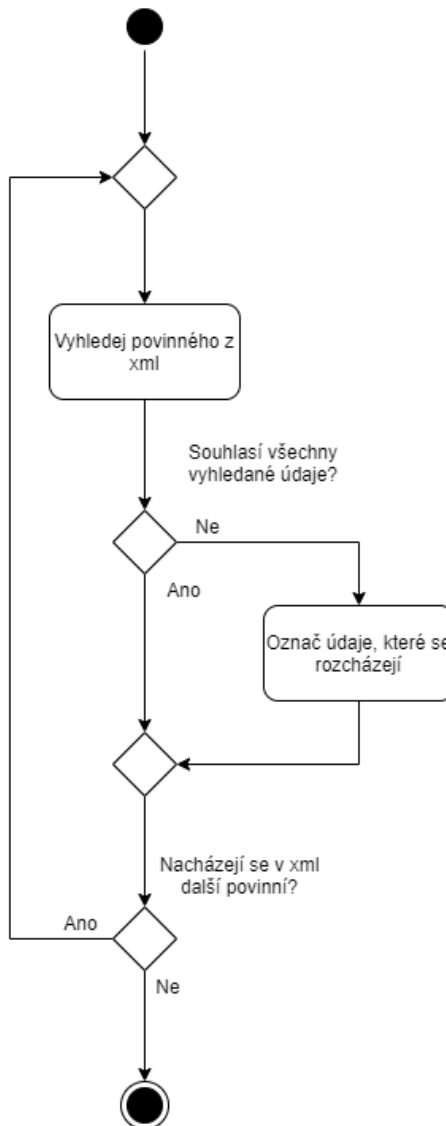 Vyhledej povinného z
xml
Souhlasí všechny
vyhledané údaje?
Ne
Ano
Označ údaje, které se
rozcházejí
Nacházejí se v xml
další povinní?
Ano
Ne